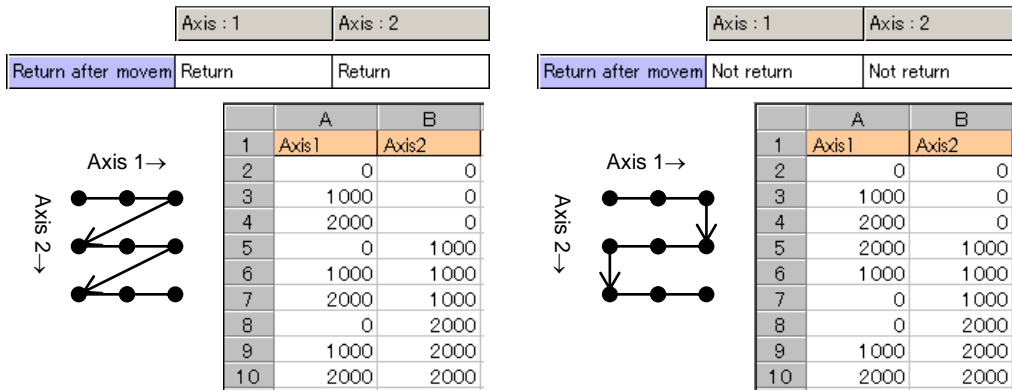 Axis : 1 Axis : 2
Return after movem Return Return
Axis 1→
Axis 2→
A B
1 Axis1 Axis2
2 0 0
3 1000 0
4 2000 0
5 0 1000
6 1000 1000
7 2000 1000
8 0 2000
9 1000 2000
10 2000 2000
Axis : 1 Axis : 2
Return after movem Not return Not return
Axis 1→
Axis 2→
A B
1 Axis1 Axis2
2 0 0
3 1000 0
4 2000 0
5 2000 1000
6 1000 1000
7 0 1000
8 0 2000
9 1000 2000
10 2000 2000